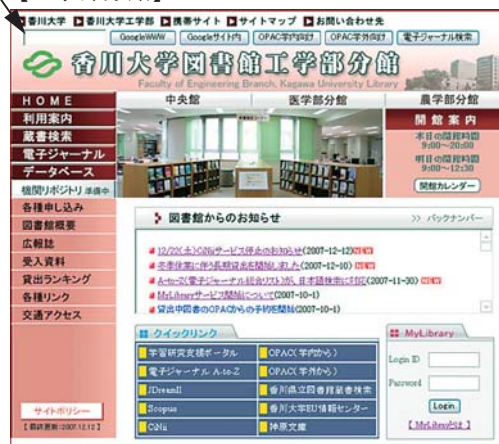 香川大学 香川大学工学部 携帯サイト サイトマップ お問い合わせ先
GoogleWWW Googleサイト内 OPAC学内向け OPAC学外向け 電子ジャーナル検索
香川大学図書館工学部分館
Faculty of Engineering Branch, Kagawa University Library
HOME 中央館 医学部分館 農学部分館
利用案内
蔵書検索
電子ジャーナル
データベース
機関リポジトリ 準備中
各種申し込み
図書館概要
広報誌
受入資料
貸出ランキング
各種リンク
交通アクセス
サイトポリシー
【最終更新:2007.12.12】
開館案内
本日の開館時間
9:00～20:00
明日の開館時間
9:00～12:30
開館カレンダー
図書館からのお知らせ >> バックナンバー
12/22(土)CiNiiサービス停止のお知らせ(2007-12-12)NEW
冬季休業に伴う長期貸出を開始しました(2007-12-10)NEW
A-to-Z(電子ジャーナル総合リスト)が、日本語検索に対応(2007-11-30)NEW
MyLibraryサービス開始について(2007-10-1)
貸出中図書のOPACからの予約を開始(2007-10-1)
クイックリンク
学習研究支援ポータル OPAC(学内から)
電子ジャーナル A-to-Z OPAC(学外から)
JDreamII 香川県立図書館蔵書検索
Scopus 香川大学EU情報センター
CiNii 神原文庫
MyLibrary
Login ID
Password
Login
【MyLibraryとは】